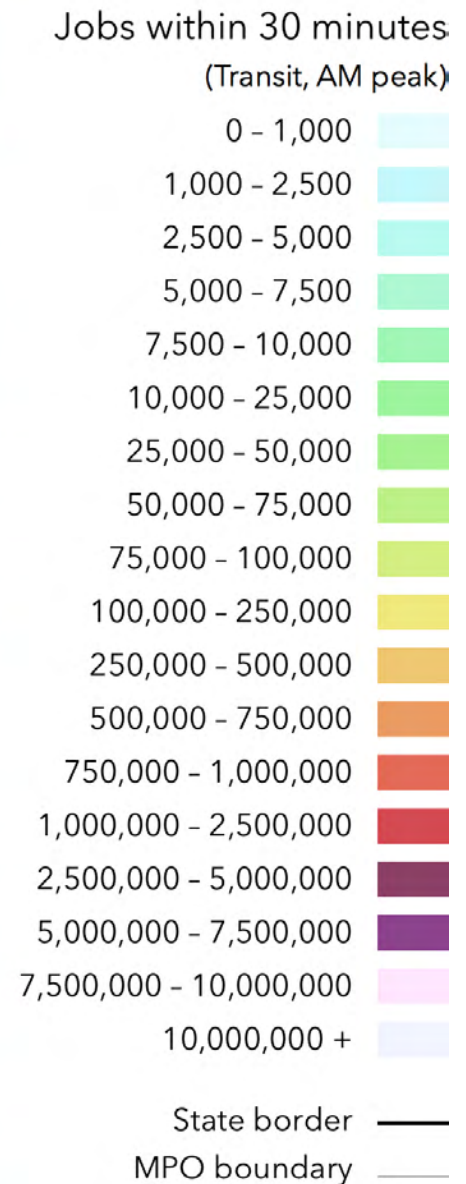 Jobs within 30 minutes
(Transit, AM peak)
0 – 1,000
1,000 – 2,500
2,500 – 5,000
5,000 – 7,500
7,500 – 10,000
10,000 – 25,000
25,000 – 50,000
50,000 – 75,000
75,000 – 100,000
100,000 – 250,000
250,000 – 500,000
500,000 – 750,000
750,000 – 1,000,000
1,000,000 – 2,500,000
2,500,000 – 5,000,000
5,000,000 – 7,500,000
7,500,000 – 10,000,000
10,000,000 +
State border
MPO boundary